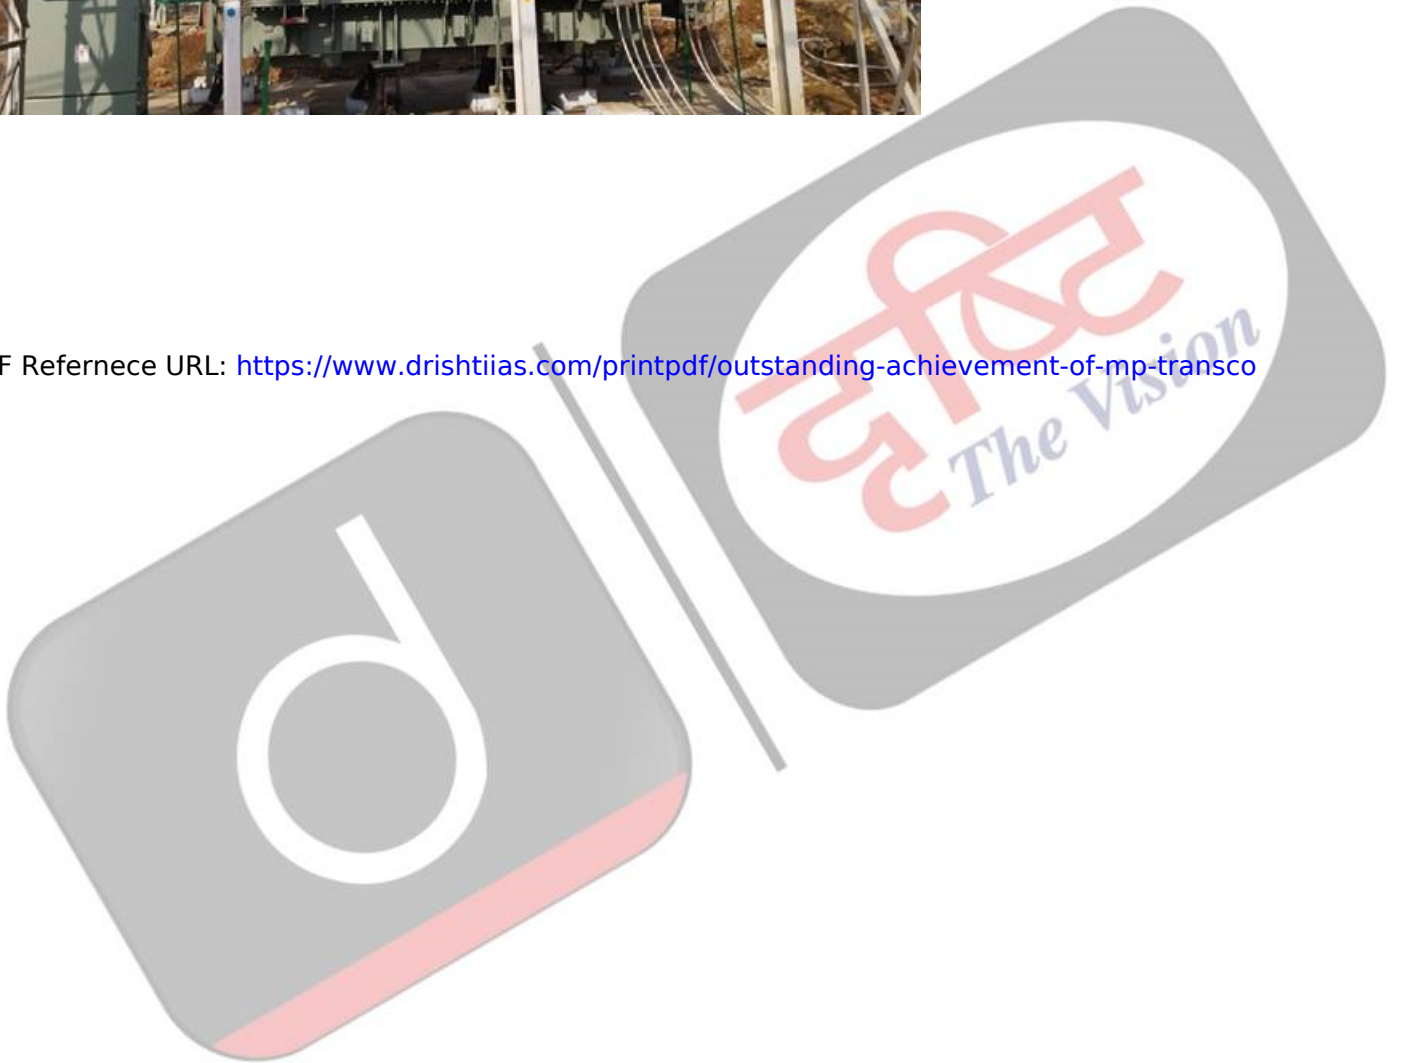 F Refernece URL: https://www.drishtiias.com/printpdf/outstanding-achievement-of-mp-transco
दृष्टि
The Vision
d